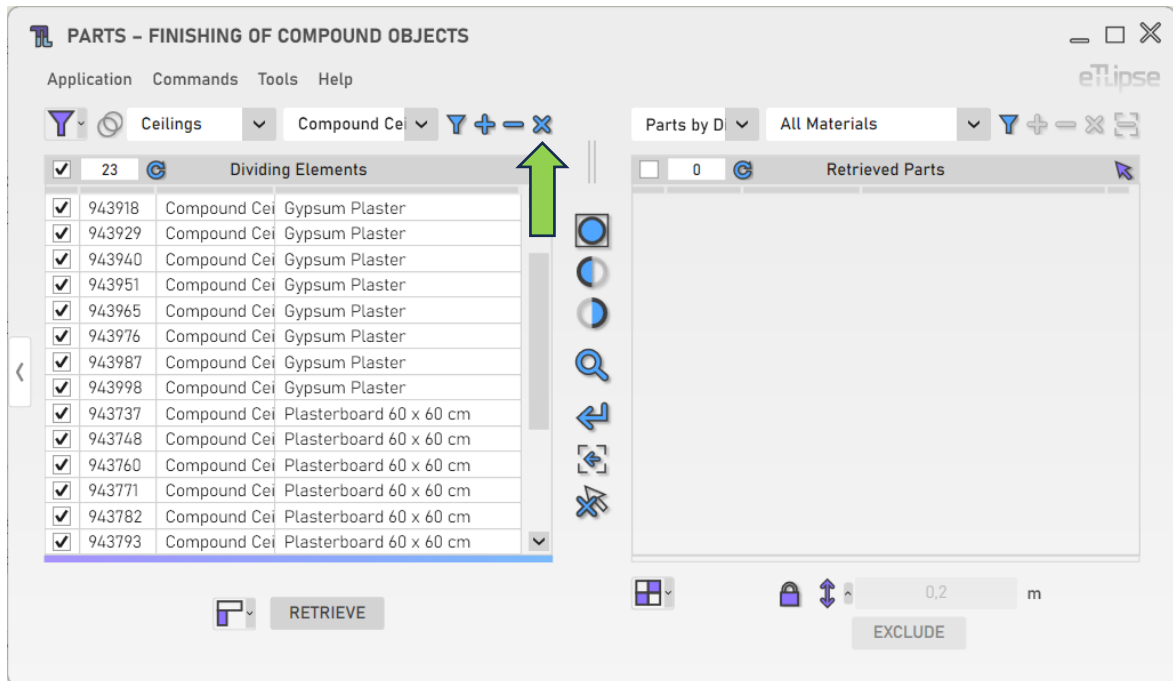 PARTS – FINISHING OF COMPOUND OBJECTS
eTLipse
Application Commands Tools Help
Ceilings Compound Cei
Parts by Di All Materials
23 Dividing Elements
0 Retrieved Parts
943918 Compound Cei Gypsum Plaster
943929 Compound Cei Gypsum Plaster
943940 Compound Cei Gypsum Plaster
943951 Compound Cei Gypsum Plaster
943965 Compound Cei Gypsum Plaster
943976 Compound Cei Gypsum Plaster
943987 Compound Cei Gypsum Plaster
943998 Compound Cei Gypsum Plaster
943737 Compound Cei Plasterboard 60 x 60 cm
943748 Compound Cei Plasterboard 60 x 60 cm
943760 Compound Cei Plasterboard 60 x 60 cm
943771 Compound Cei Plasterboard 60 x 60 cm
943782 Compound Cei Plasterboard 60 x 60 cm
943793 Compound Cei Plasterboard 60 x 60 cm
RETRIEVE
0,2 m
EXCLUDE